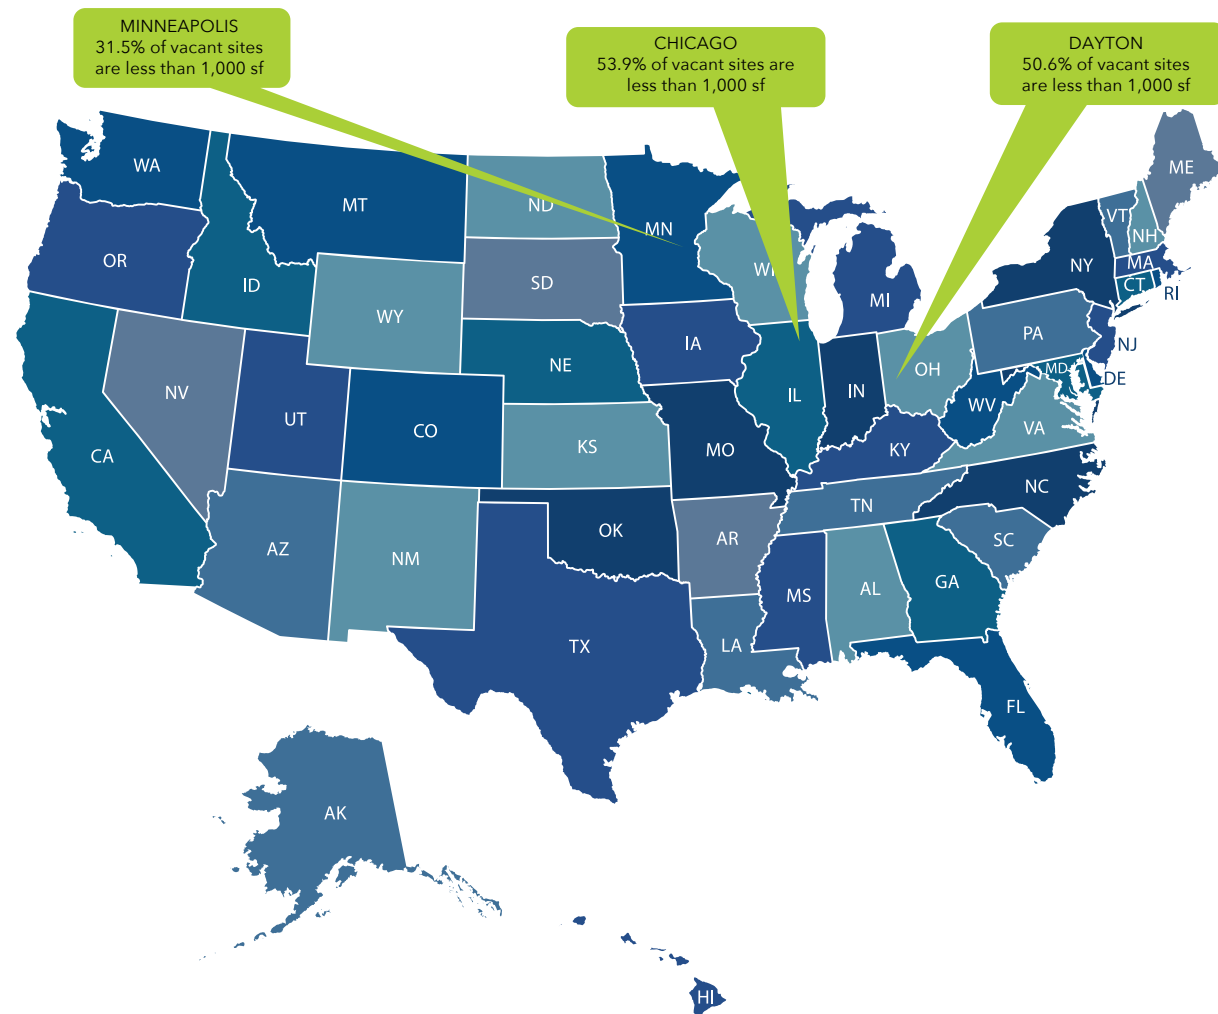 MINNEAPOLIS
31.5% of vacant sites
are less than 1,000 sf
CHICAGO
53.9% of vacant sites are
less than 1,000 sf
DAYTON
50.6% of vacant sites
are less than 1,000 sf
WA
MT
ND
MN
ME
VT
NH
OR
ID
SD
WI
MI
NY
MA
CT
RI
WY
IA
PA
NJ
NE
OH
MD
DE
NV
UT
CO
IL
IN
WV
CA
KS
MO
KY
VA
NC
TN
OK
AZ
NM
AR
SC
MS
AL
GA
TX
LA
FL
AK
HI